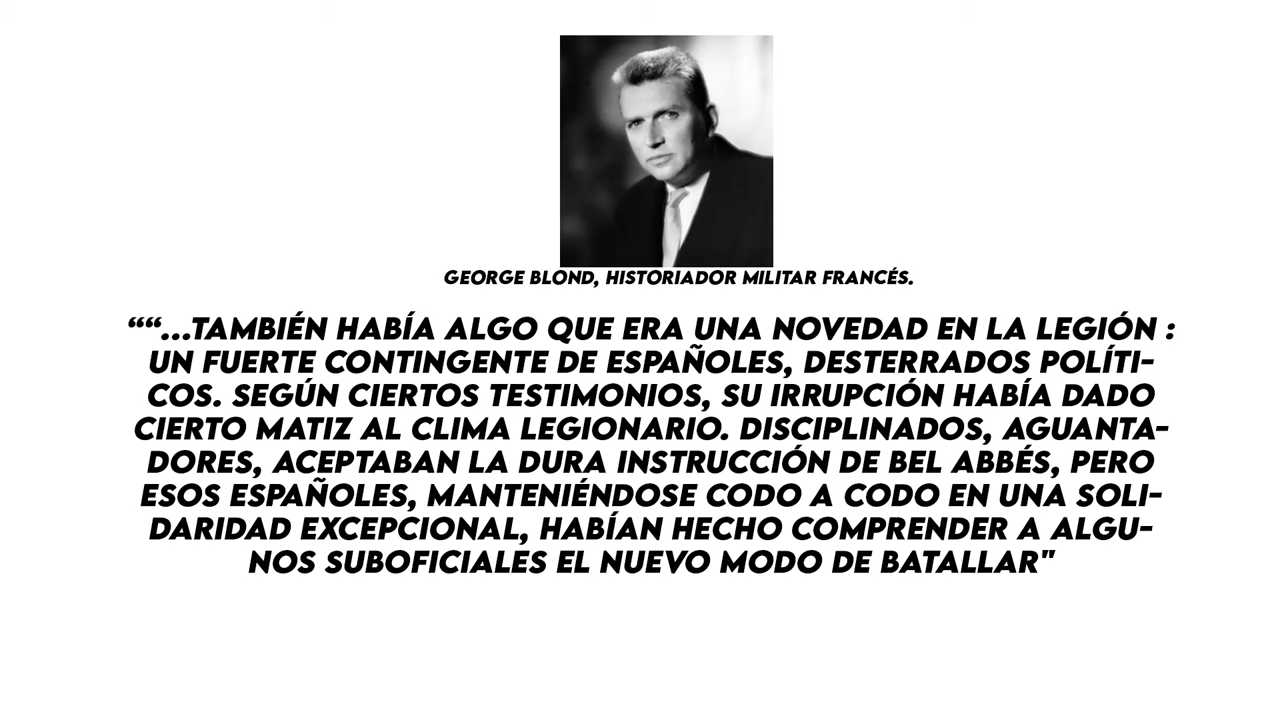 GEORGE BLOND, HISTORIADOR MILITAR FRANCÉS.
““...TAMBIÉN HABÍA ALGO QUE ERA UNA NOVEDAD EN LA LEGIÓN :
UN FUERTE CONTINGENTE DE ESPAÑOLES, DESTERRADOS POLÍTI-
COS. SEGÚN CIERTOS TESTIMONIOS, SU IRRUPCIÓN HABÍA DADO
CIERTO MATIZ AL CLIMA LEGIONARIO. DISCIPLINADOS, AGUANTA-
DORES, ACEPTABAN LA DURA INSTRUCCIÓN DE BEL ABBÉS, PERO
ESOS ESPAÑOLES, MANTENIÉNDOSE CODO A CODO EN UNA SOLI-
DARIDAD EXCEPCIONAL, HABÍAN HECHO COMPRENDER A ALGU-
NOS SUBOFICIALES EL NUEVO MODO DE BATALLAR"